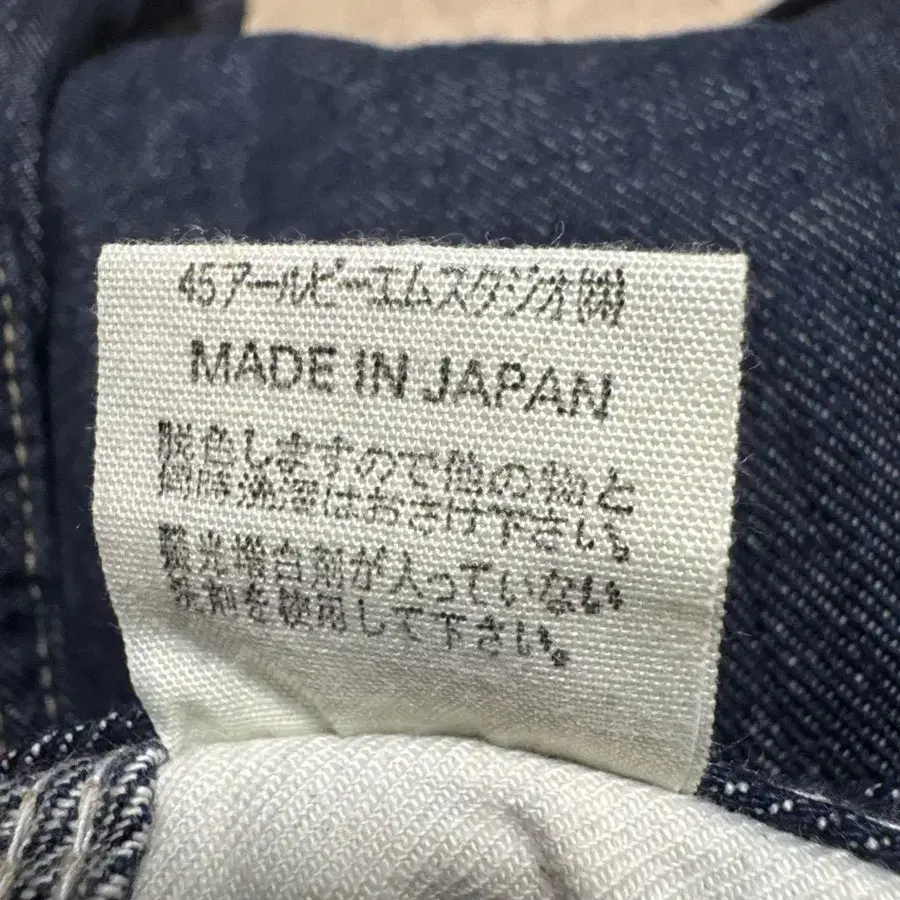 45アールピーエムスタジオ㈱
MADE IN JAPAN
脱色しますので他の物と
同時洗濯はおさけ下さい。
蛍光増白剤が入っていない
洗剤を使用して下さい。